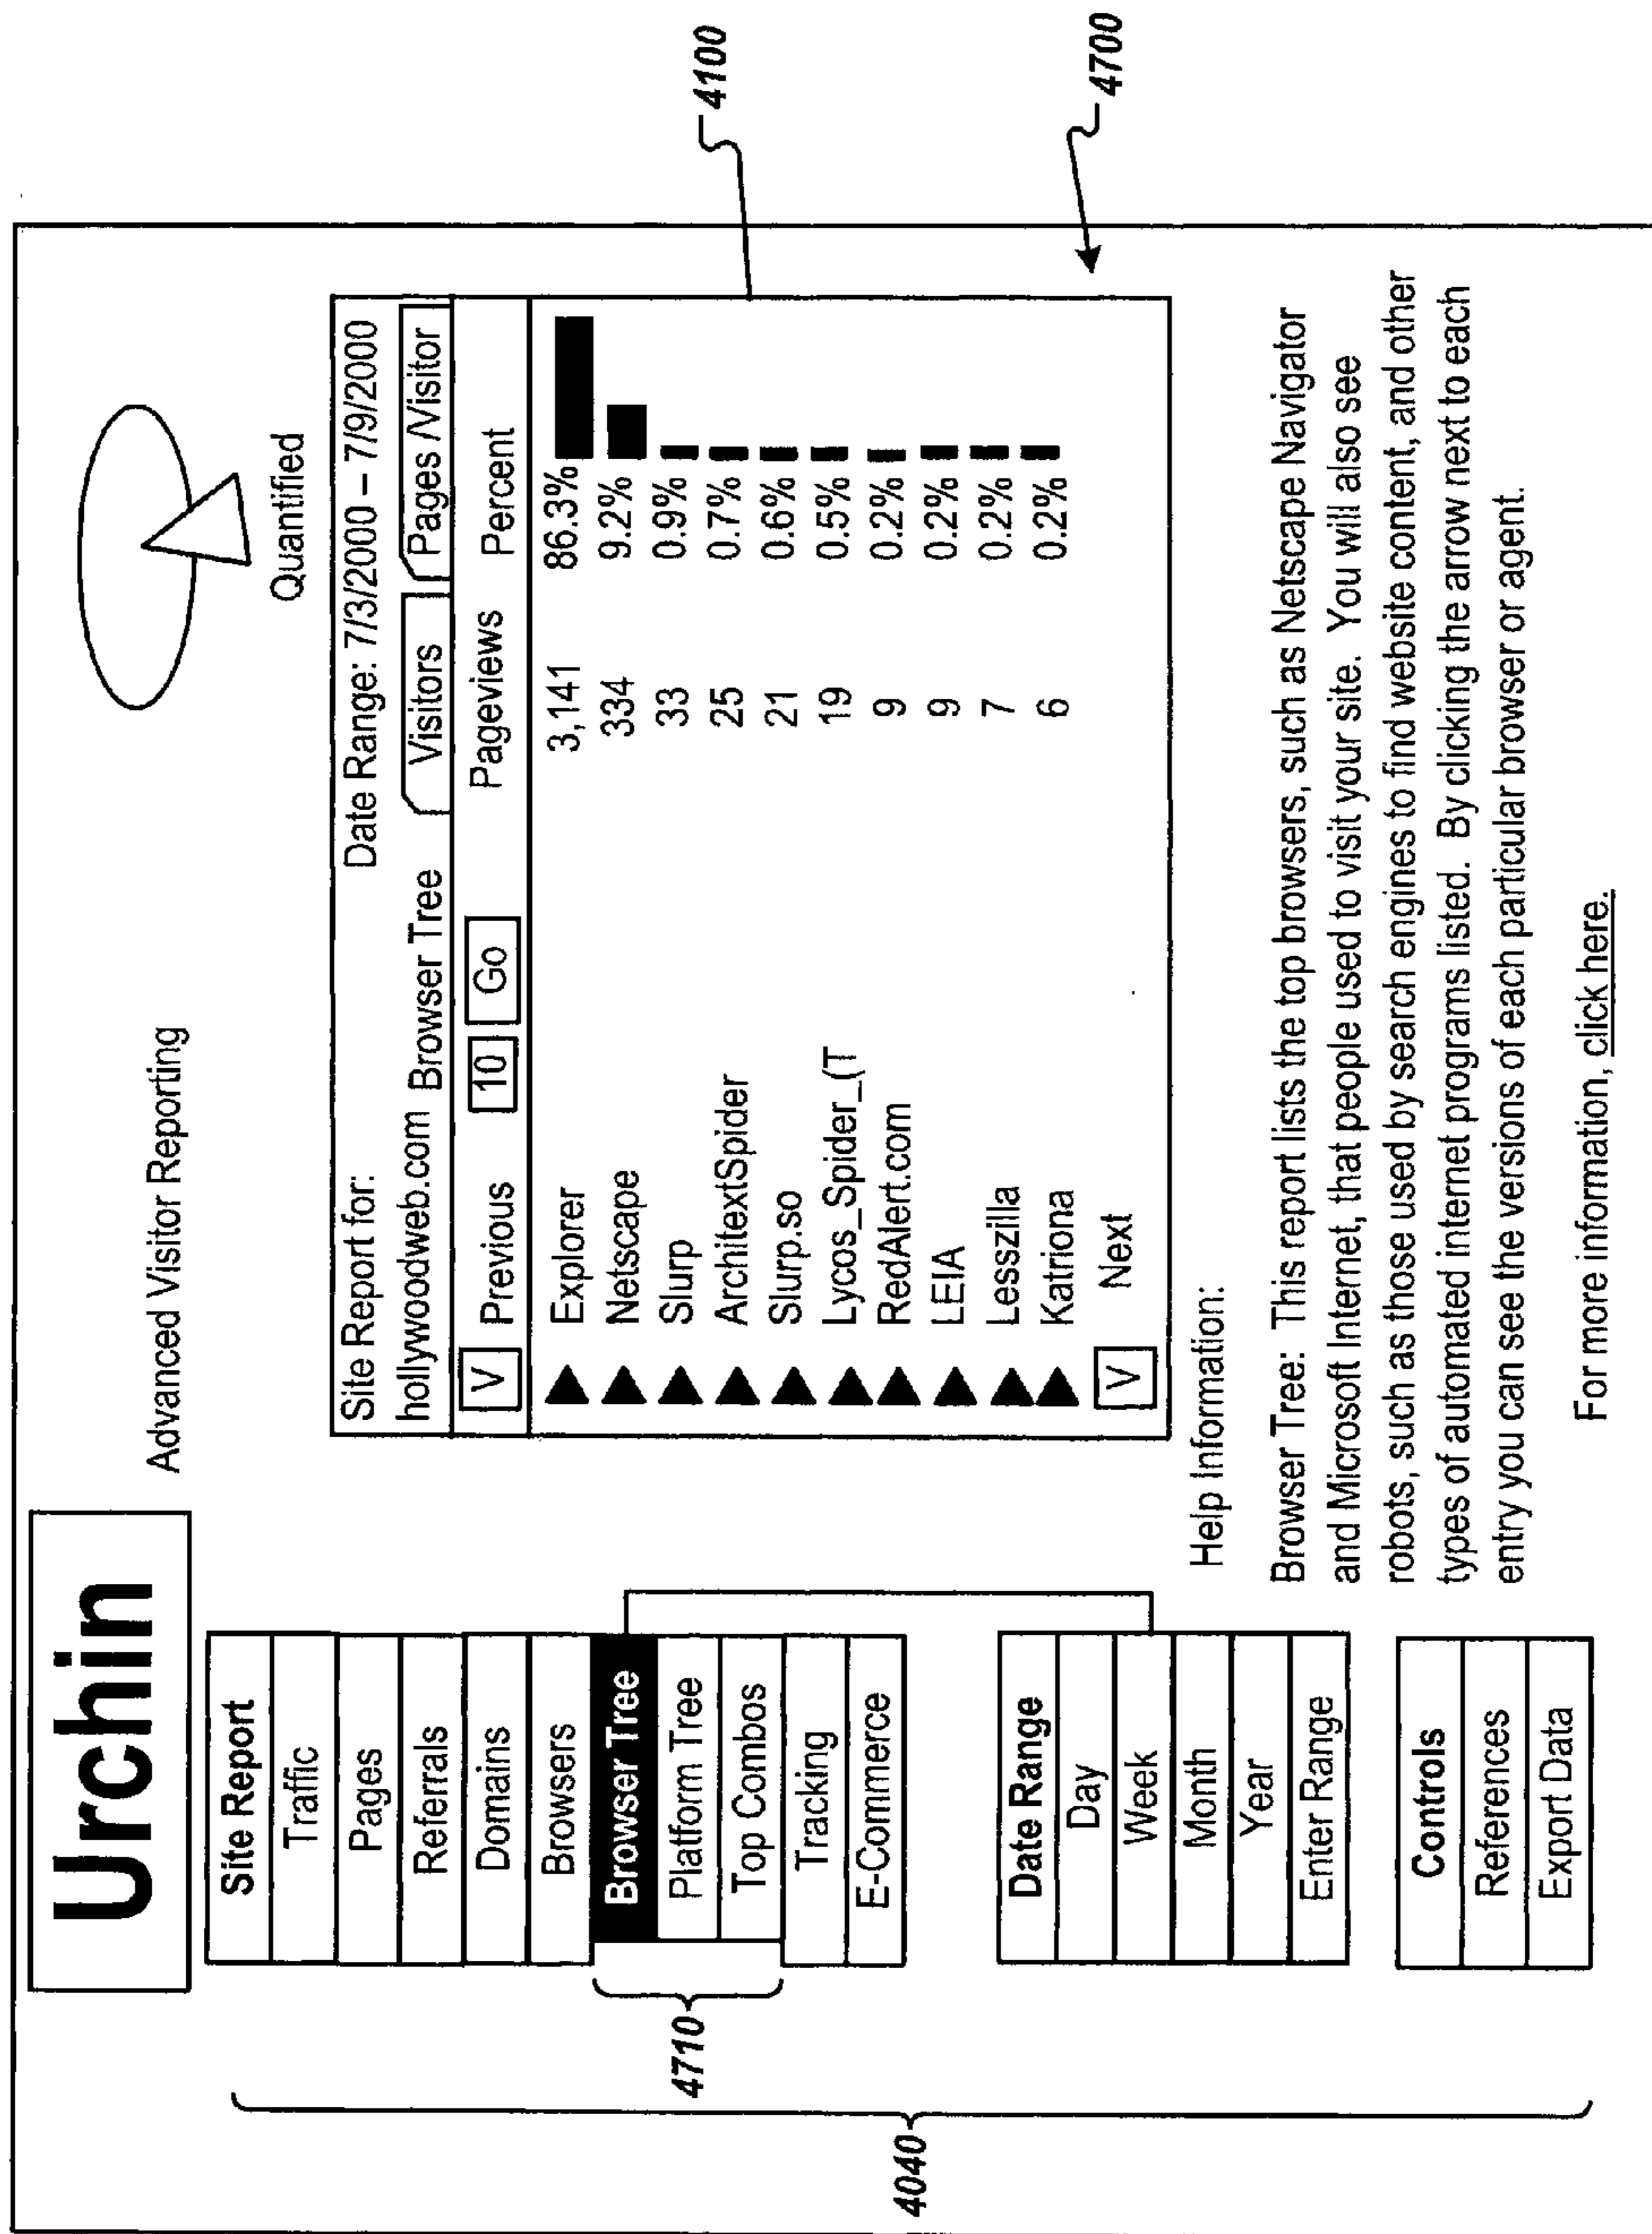 Urchin
Advanced Visitor Reporting
Quantified
Site Report
Traffic
Pages
Referrals
Domains
Browsers
Browser Tree
Platform Tree
Top Combos
Tracking
E-Commerce
Date Range
Day
Week
Month
Year
Enter Range
Controls
References
Export Data
4710
4040
Site Report for: Date Range: 7/3/2000 – 7/9/2000
hollywoodweb.com Browser Tree Visitors Pages /Visitor
V Previous 10 Go Pageviews Percent
Explorer 3,141 86.3%
Netscape 334 9.2%
Slurp 33 0.9%
ArchitextSpider 25 0.7%
Slurp.so 21 0.6%
Lycos_Spider_(T 19 0.5%
RedAlert.com 9 0.2%
LEIA 9 0.2%
Lesszilla 7 0.2%
Katriona 6 0.2%
V Next
4100
4700
Help Information:
Browser Tree: This report lists the top browsers, such as Netscape Navigator
and Microsoft Internet, that people used to visit your site. You will also see
robots, such as those used by search engines to find website content, and other
types of automated internet programs listed. By clicking the arrow next to each
entry you can see the versions of each particular browser or agent.
For more information, click here.